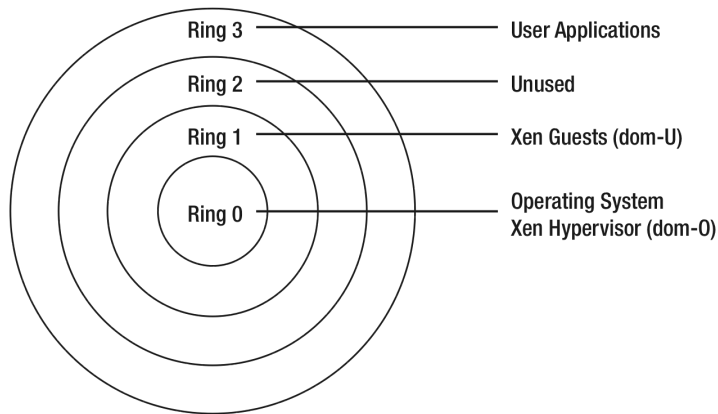 Ring 3
User Applications
Ring 2
Unused
Ring 1
Xen Guests (dom-U)
Ring 0
Operating System
Xen Hypervisor (dom-O)